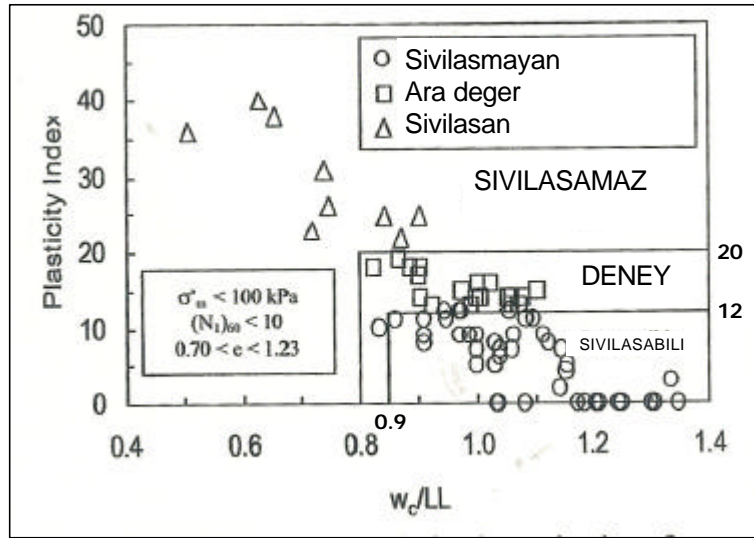 50
40
30
20
10
0
Plasticity Index
Sivilasmayan
Ara deger
Sivilasan
SIVILASAMAZ
20
DENEY
12
SIVILASABILI
σ'm < 100 kPa
(N1)60 < 10
0.70 < e < 1.23
0.9
0.4 0.6 0.8 1.0 1.2 1.4
wc/LL